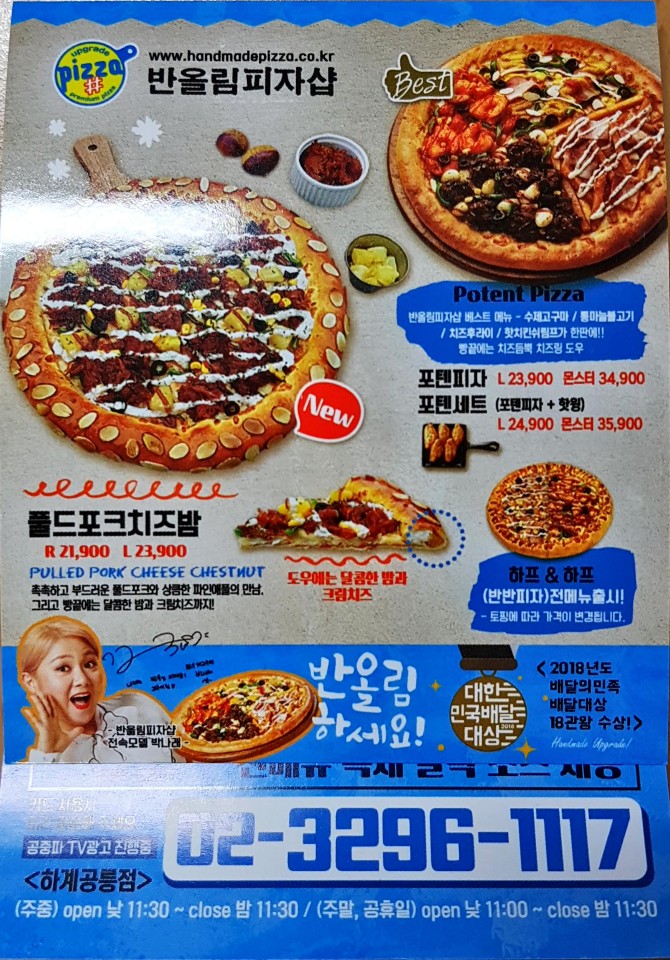 upgrade
pizza
premium pizza
www.handmadepizza.co.kr
반올림피자샵
Best
Potent Pizza
반올림피자샵 베스트 메뉴 - 수제고구마 / 통마늘불고기
/ 치즈후라이 / 핫치킨쉬림프가 한판에!!
빵끝에는 치즈듬뿍 치즈링 도우
포텐피자 L 23,900 몬스터 34,900
포텐세트 (포텐피자 + 핫윙)
L 24,900 몬스터 35,900
New
풀드포크치즈밤
R 21,900 L 23,900
PULLED PORK CHEESE CHESTNUT
촉촉하고 부드러운 풀드포크와 상큼한 파인애플의 만남.
그리고 빵끝에는 달콤한 밤과 크림치즈까지!
도우에는 달콤한 밤과
크림치즈
하프 & 하프
(반반피자)전메뉴출시!
- 토핑에 따라 가격이 변경됩니다.
- 반올림피자샵
전속모델 박나래 -
반올림
하세요!
대한
민국배달
대상
2018
<2018년도
배달의민족
배달대상
18관왕 수상!>
Handmade Upgrade!
카드 사용시
공중파 TV광고 진행중
02-3296-1117
<하계공릉점>
(주중) open 낮 11:30 ~ close 밤 11:30 / (주말, 공휴일) open 낮 11:00 ~ close 밤 11:30